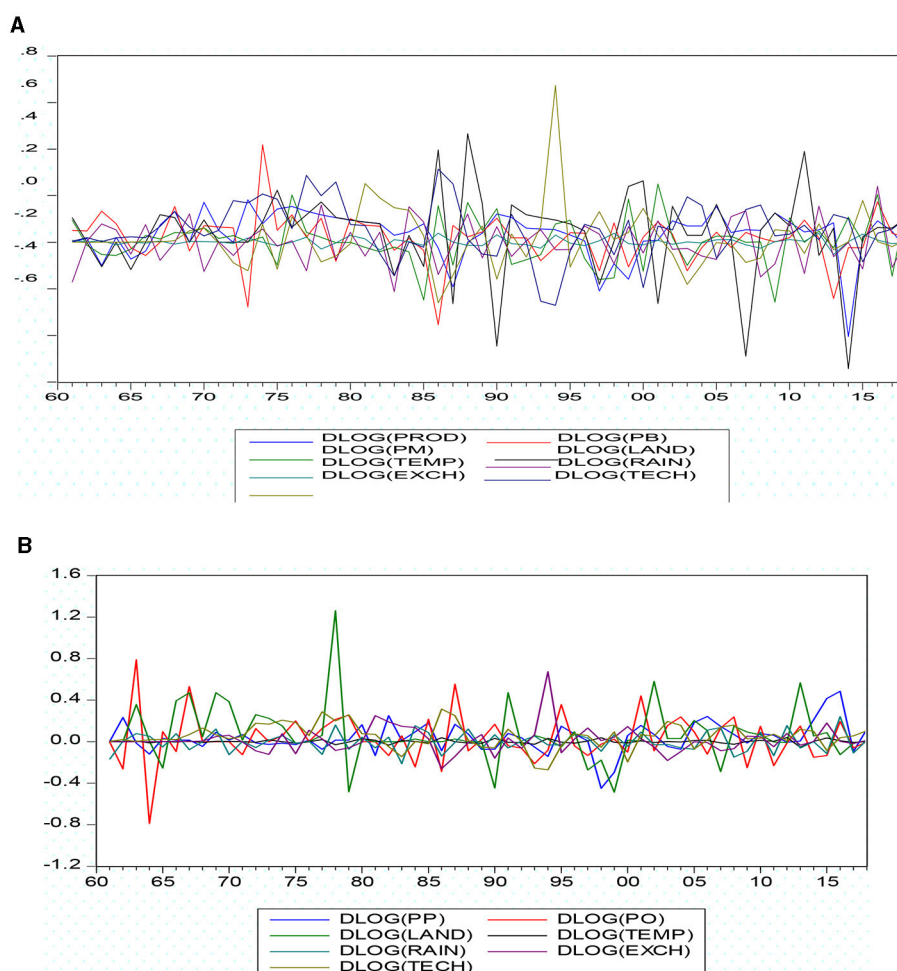 A
.8
.6
.4
.2
.0
-.2
-.4
-.6
60 65 70 75 80 85 90 95 00 05 10 15
DLOG(PROD) DLOG(PB)
DLOG(PM) DLOG(LAND)
DLOG(TEMP) DLOG(RAIN)
DLOG(EXCH) DLOG(TECH)
B
1.6
1.2
0.8
0.4
0.0
-0.4
-0.8
-1.2
60 65 70 75 80 85 90 95 00 05 10 15
DLOG(PP) DLOG(PO)
DLOG(LAND) DLOG(TEMP)
DLOG(RAIN) DLOG(EXCH)
DLOG(TECH)